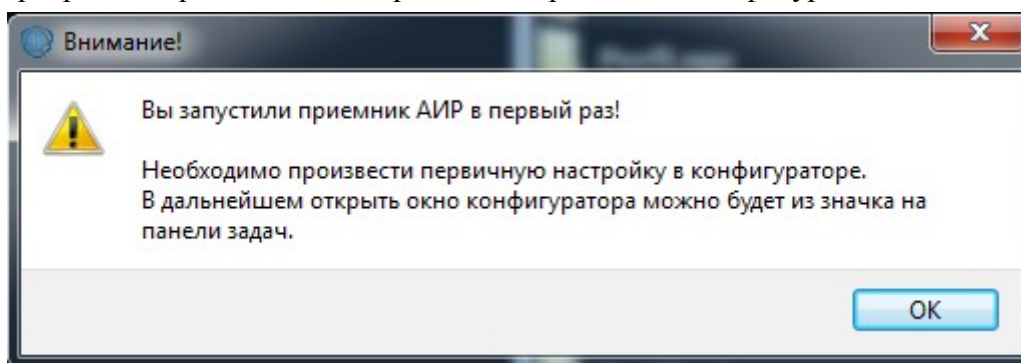 Внимание!
Вы запустили приемник АИР в первый раз!
Необходимо произвести первичную настройку в конфигураторе.
В дальнейшем открыть окно конфигуратора можно будет из значка на
панели задач.
OK